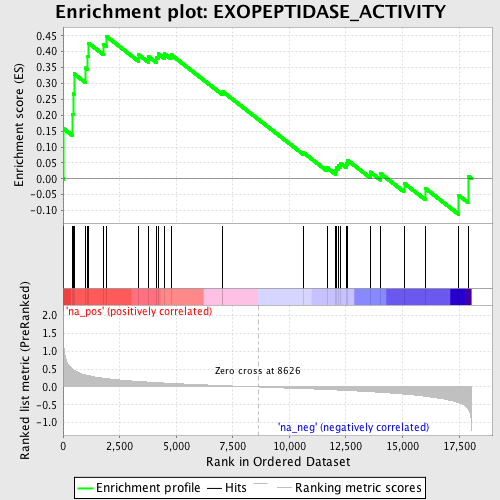 Enrichment plot: EXOPEPTIDASE_ACTIVITY
Enrichment score (ES)
0.45
0.40
0.35
0.30
0.25
0.20
0.15
0.10
0.05
0.00
-0.05
-0.10
'na_pos' (positively correlated)
Ranked list metric (PreRanked)
2.0
1.5
1.0
0.5
0.0
-0.5
-1.0
Zero cross at 8626
'na_neg' (negatively correlated)
0 2,500 5,000 7,500 10,000 12,500 15,000 17,500
Rank in Ordered Dataset
Enrichment profile Hits Ranking metric scores